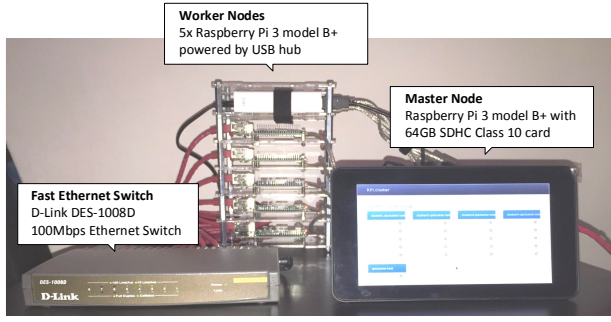 Worker Nodes
5x Raspberry Pi 3 model B+
powered by USB hub
Master Node
Raspberry Pi 3 model B+ with
64GB SDHC Class 10 card
Fast Ethernet Switch
D-Link DES-1008D
100Mbps Ethernet Switch
RPI Cluster
DES-1008D
D-Link